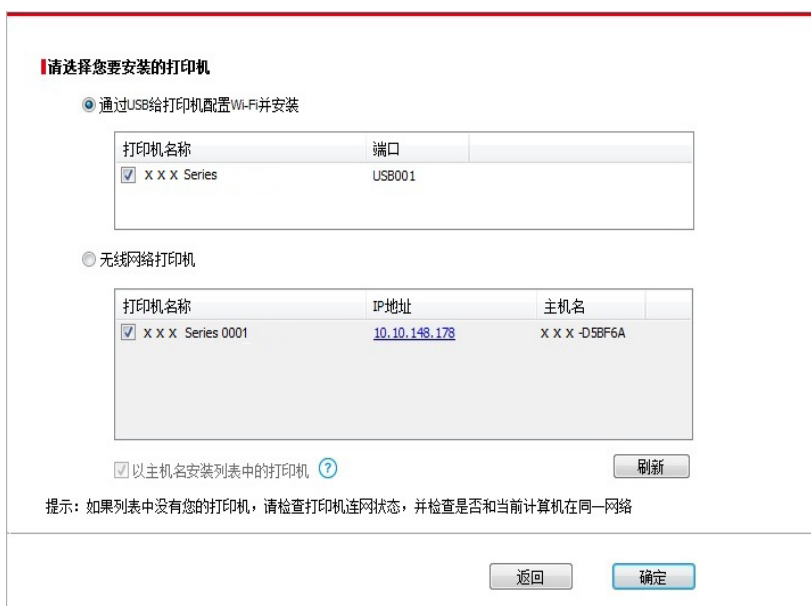 请选择您要安装的打印机
通过USB给打印机配置Wi-Fi并安装
打印机名称 端口
X X X Series USB001
无线网络打印机
打印机名称 IP地址 主机名
X X X Series 0001 10.10.148.178 X X X -D5BF6A
以主机名安装列表中的打印机 ?
刷新
提示：如果列表中没有您的打印机，请检查打印机连网状态，并检查是否和当前计算机在同一网络
返回 确定